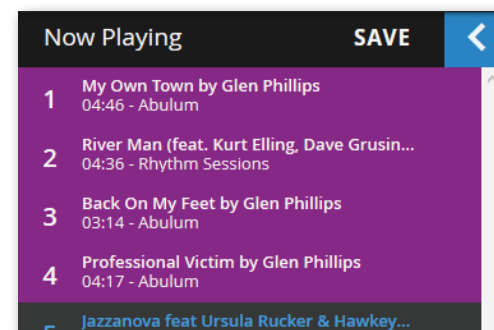 Now Playing SAVE
1 My Own Town by Glen Phillips
04:46 - Abulum
2 River Man (feat. Kurt Elling, Dave Grusin...
04:36 - Rhythm Sessions
3 Back On My Feet by Glen Phillips
03:14 - Abulum
4 Professional Victim by Glen Phillips
04:17 - Abulum
5 Jazzanova feat Ursula Rucker & Hawkey...